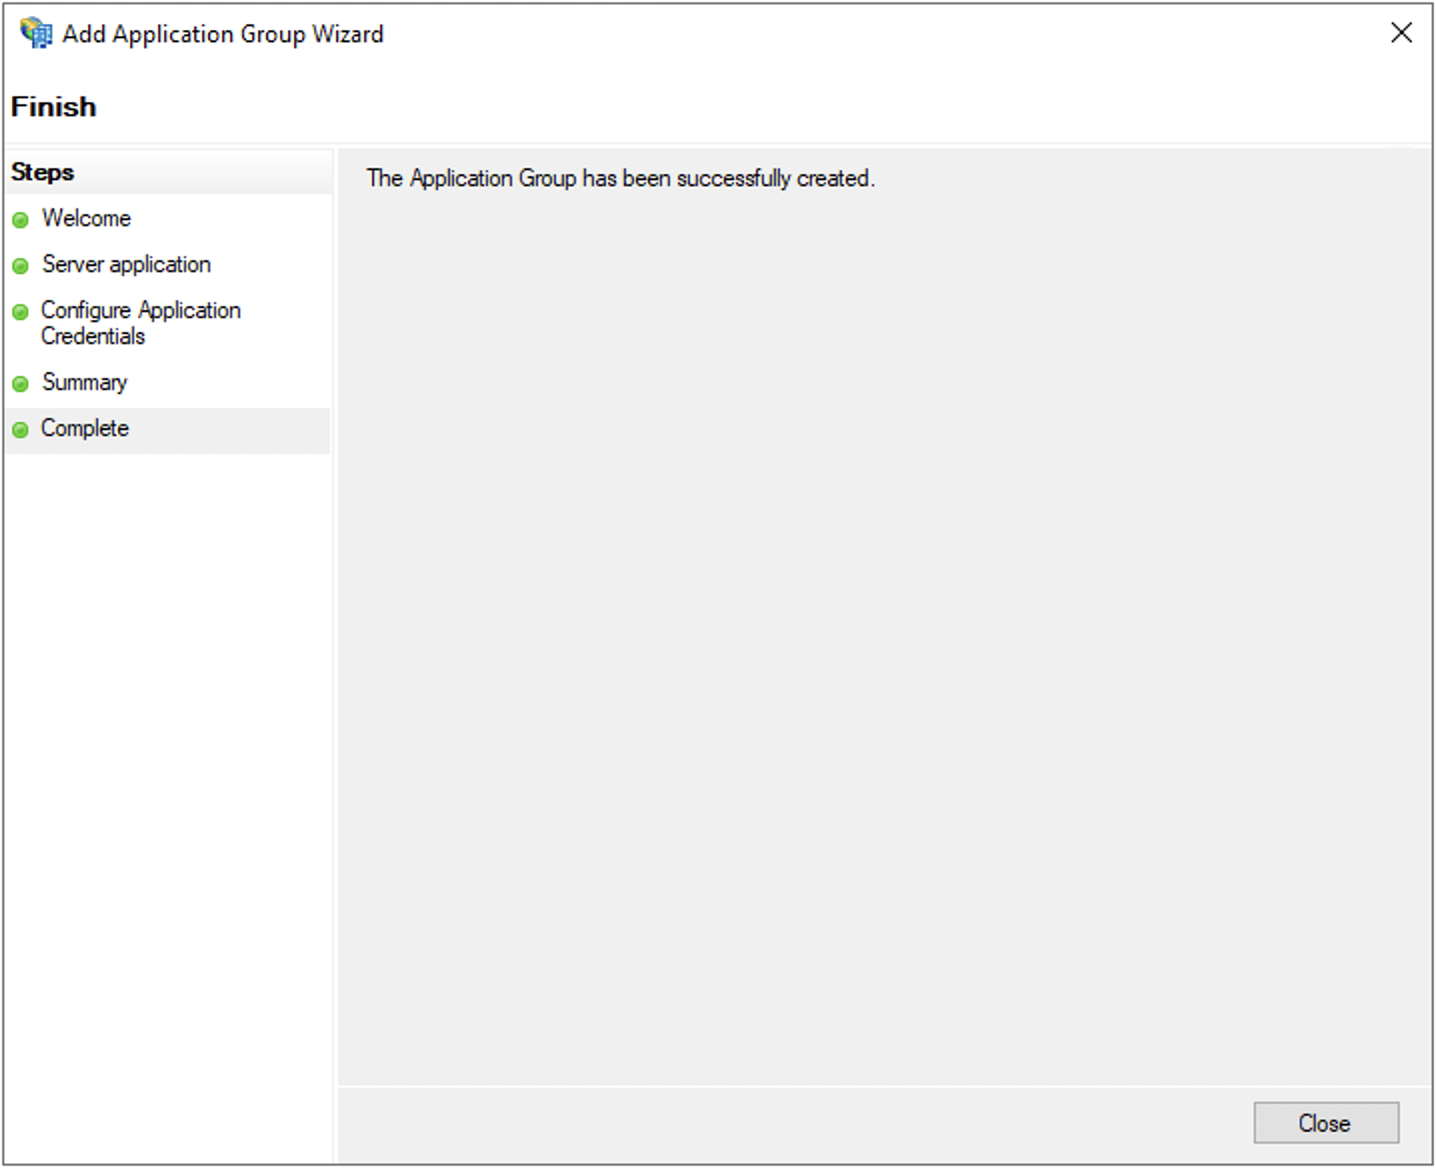 Add Application Group Wizard
Finish
Steps
Welcome
Server application
Configure Application
Credentials
Summary
Complete
The Application Group has been successfully created.
Close